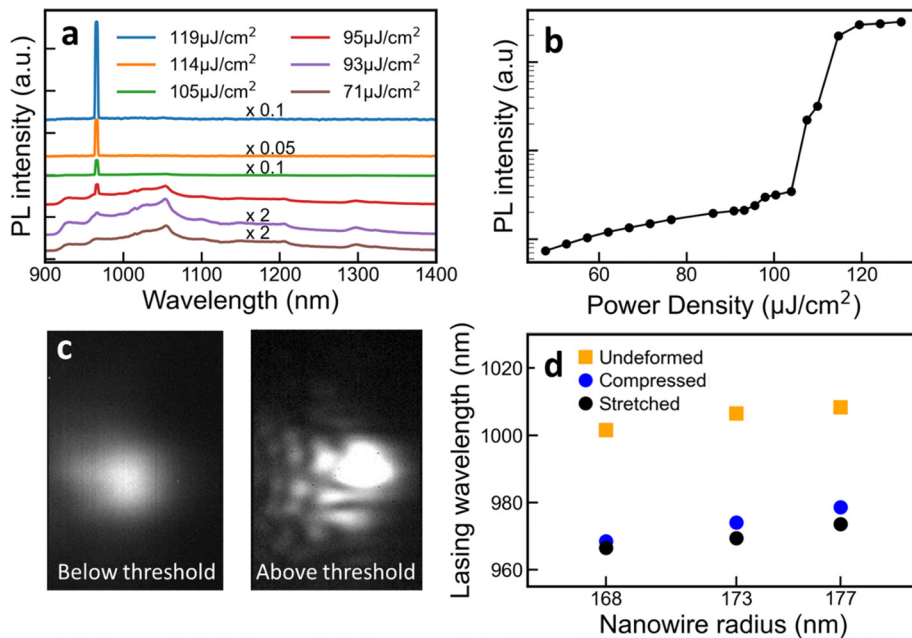 a
119μJ/cm²
114μJ/cm²
105μJ/cm²
95μJ/cm²
93μJ/cm²
71μJ/cm²
x 0.1
x 0.05
x 0.1
x 2
x 2
PL intensity (a.u.)
900 1000 1100 1200 1300 1400
Wavelength (nm)
b
PL intensity (a.u)
60 80 100 120
Power Density (μJ/cm²)
c
Below threshold
Above threshold
d
Undeformed
Compressed
Stretched
Lasing wavelength (nm)
1020
1000
980
960
168 173 177
Nanowire radius (nm)